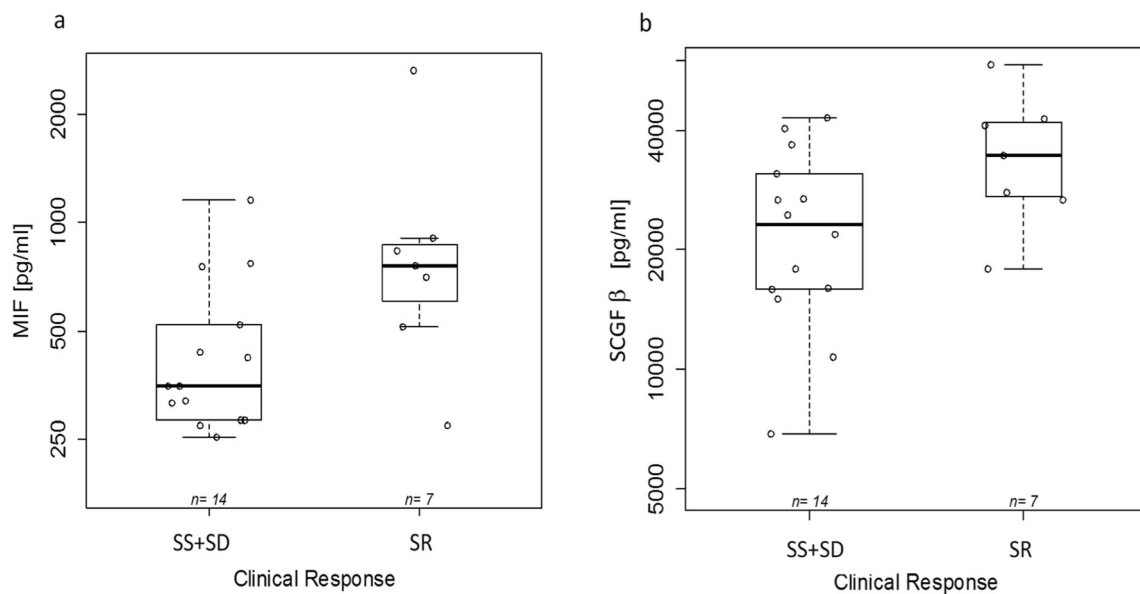 a
MIF [pg/ml]
2000
1000
500
250
n= 14
n= 7
SS+SD
SR
Clinical Response
b
SCGF β [pg/ml]
40000
20000
10000
5000
n= 14
n= 7
SS+SD
SR
Clinical Response